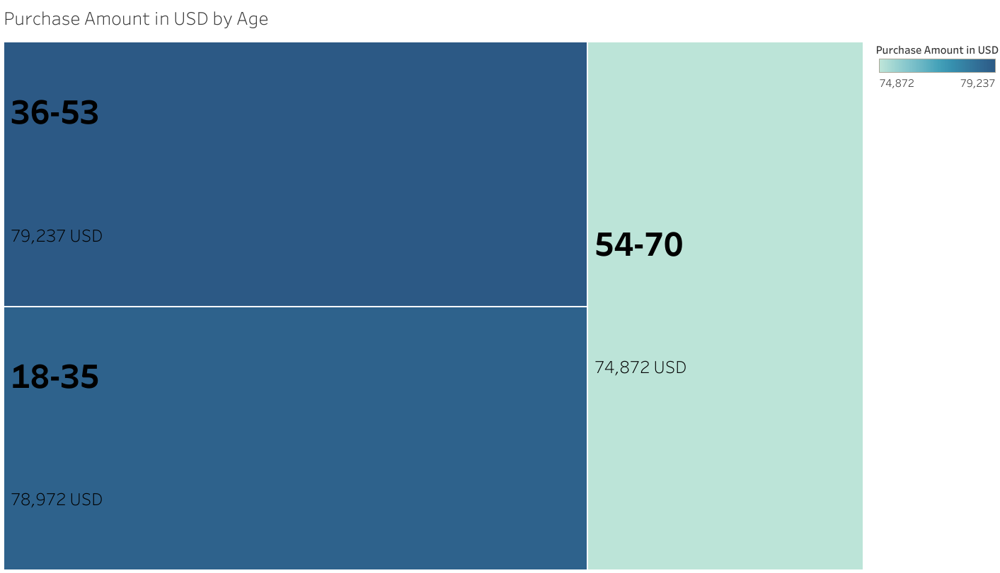 Purchase Amount in USD by Age
36-53
79,237 USD
18-35
78,972 USD
54-70
74,872 USD
Purchase Amount in USD
74,872 79,237